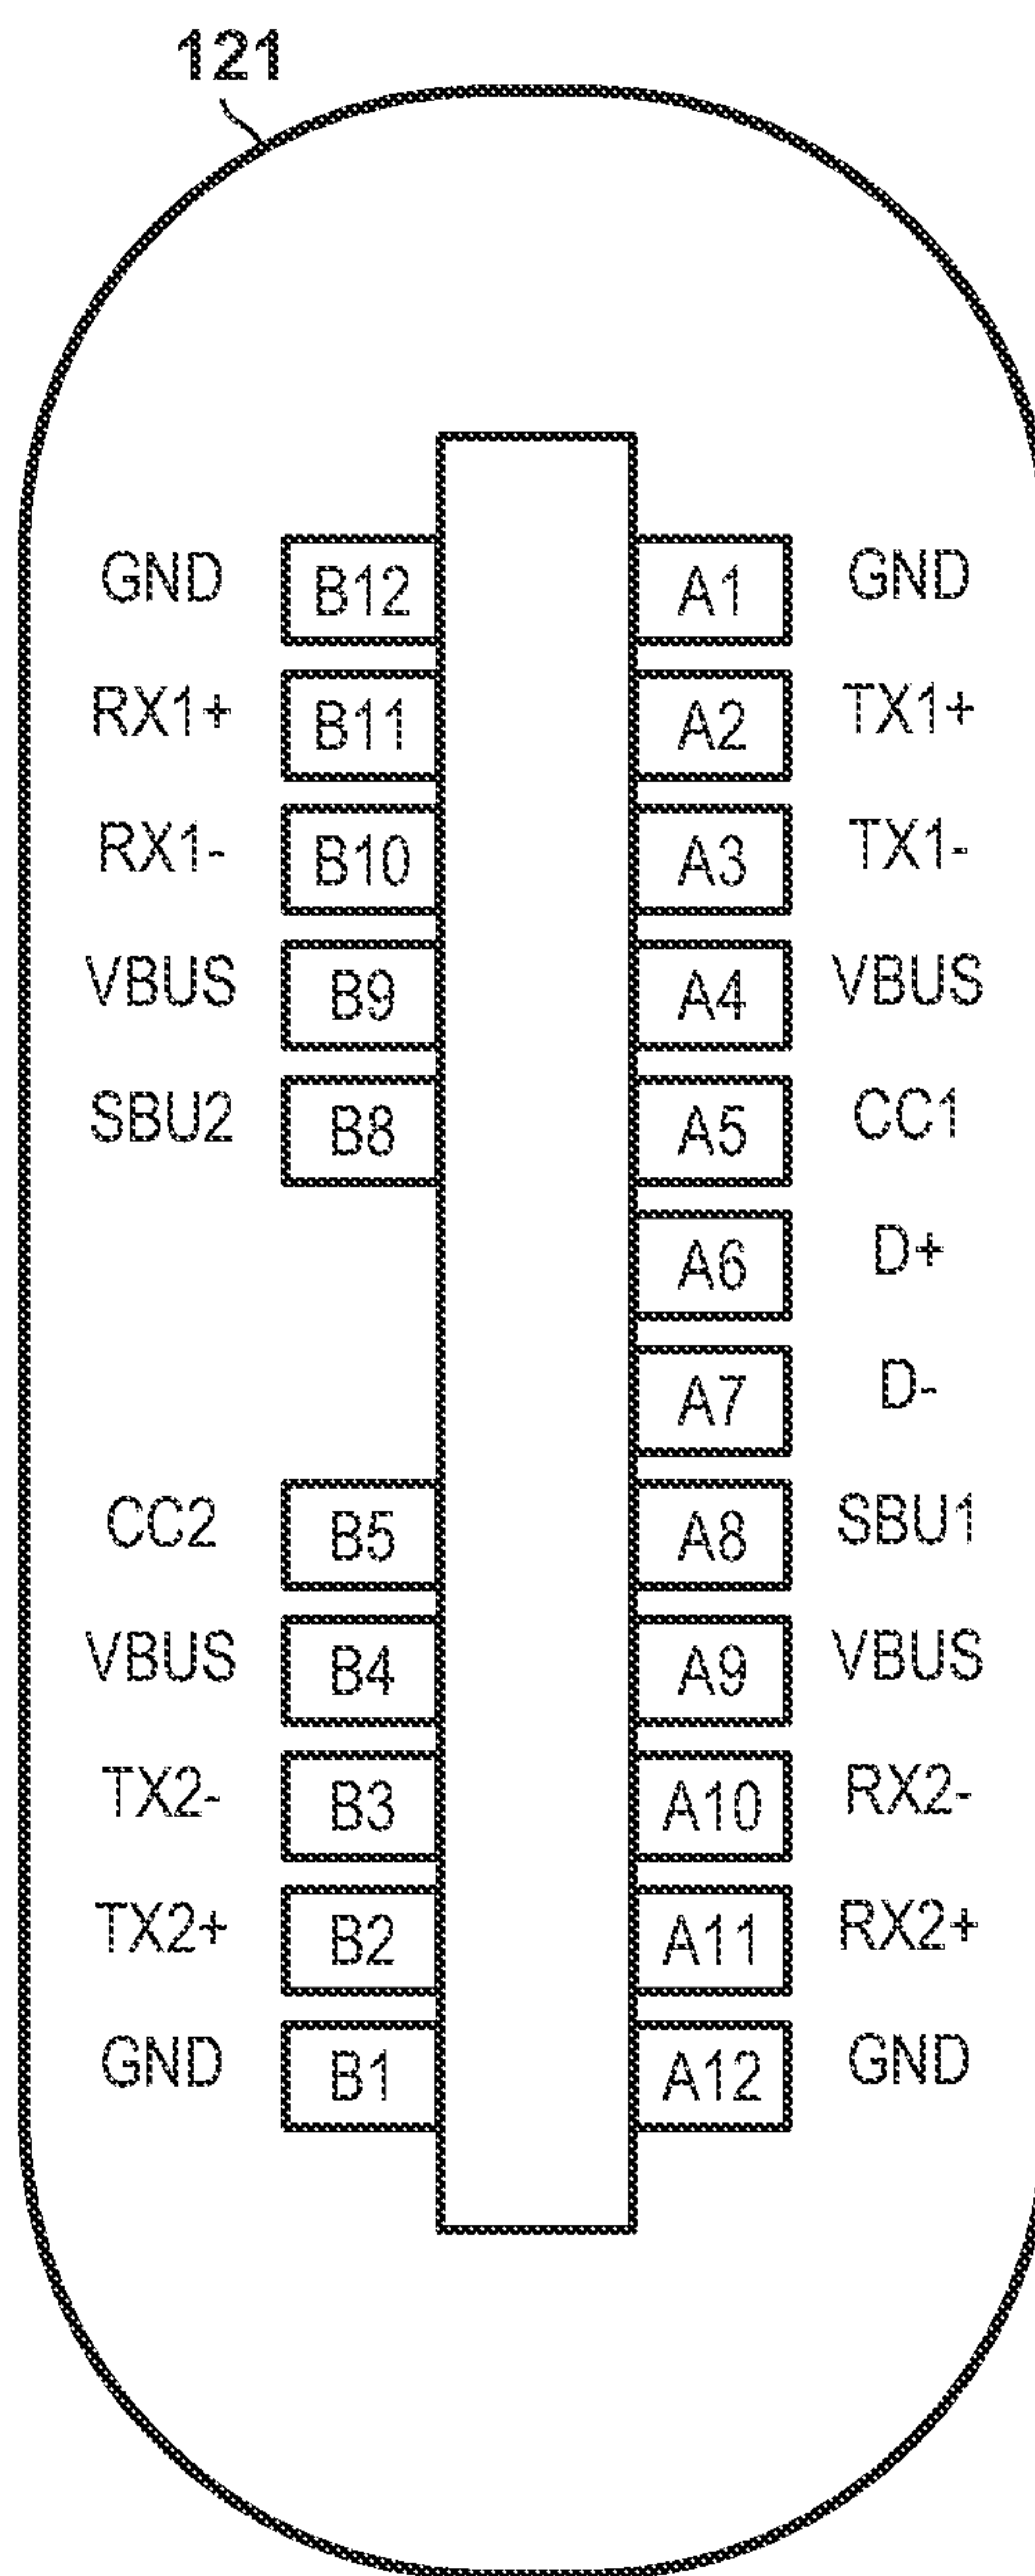 121
GND B12 A1 GND
RX1+ B11 A2 TX1+
RX1- B10 A3 TX1-
VBUS B9 A4 VBUS
SBU2 B8 A5 CC1
A6 D+
A7 D-
CC2 B5 A8 SBU1
VBUS B4 A9 VBUS
TX2- B3 A10 RX2-
TX2+ B2 A11 RX2+
GND B1 A12 GND